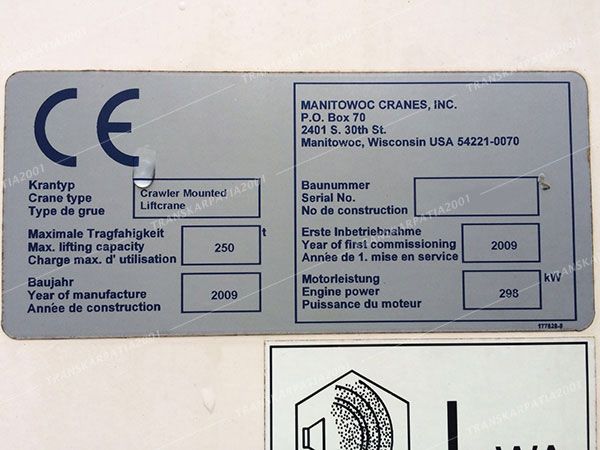 CE
MANITOWOC CRANES, INC.
P.O. Box 70
2401 S. 30th St.
Manitowoc, Wisconsin USA 54221-0070
Krantyp
Crane type
Type de grue
Crawler Mounted
Liftcrane
Baunummer
Serial No.
No de construction
Maximale Tragfahigkeit
Max. lifting capacity
Charge max. d' utilisation
250
t
Erste Inbetriebnahme
Year of first commissioning
Année de 1. mise en service
2009
Baujahr
Year of manufacture
Année de construction
2009
Motorleistung
Engine power
Puissance du moteur
298
kW
LWA
TRANSKARPATIA2001